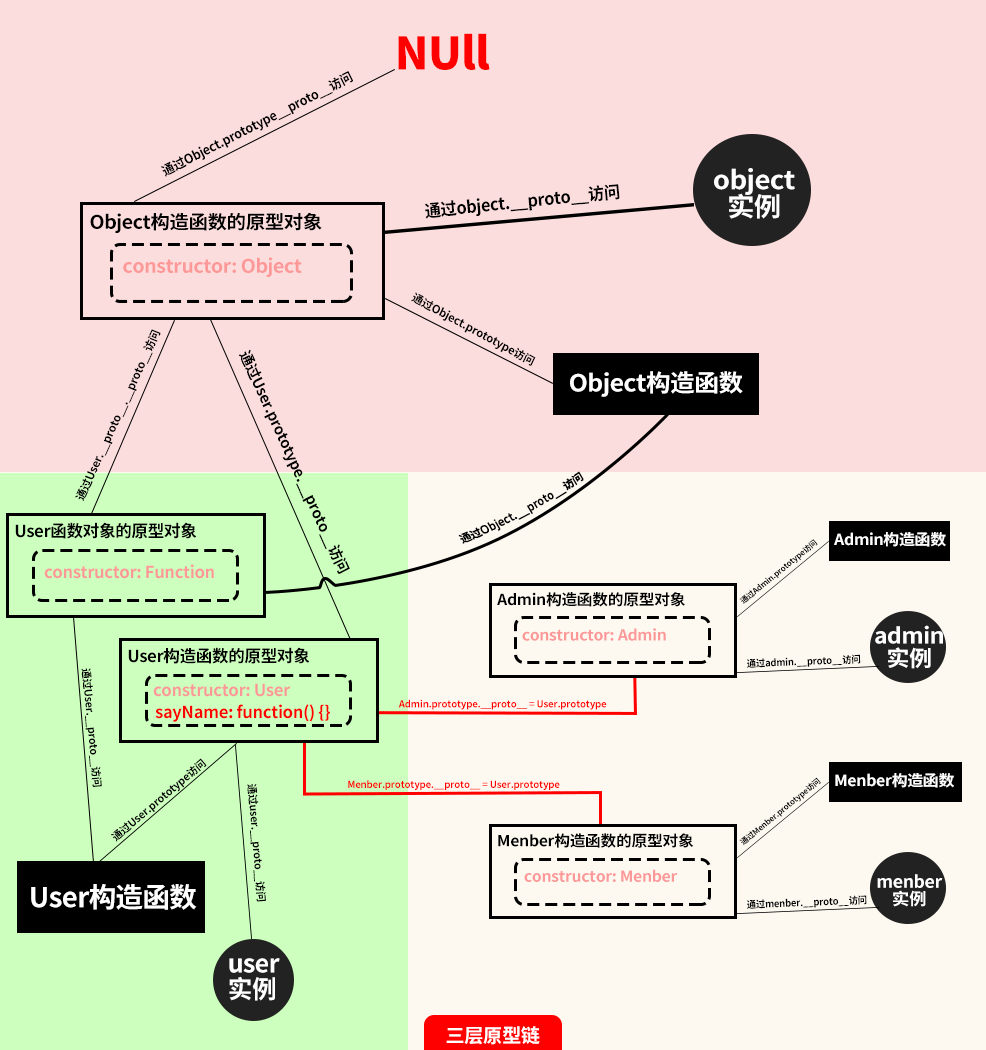 NUll
通过Object.prototype__proto__访问
object
实例
通过object.__proto__访问
Object构造函数的原型对象
constructor: Object
通过Object.prototype访问
Object构造函数
通过User.__proto__.__proto__访问
通过User.prototype.__proto__访问
通过Object.__proto__访问
User函数对象的原型对象
constructor: Function
Admin构造函数
通过Admin.prototype访问
Admin构造函数的原型对象
constructor: Admin
admin
实例
通过admin.__proto__访问
User构造函数的原型对象
constructor: User
sayName: function() {}
Admin.prototype.__proto__ = User.prototype
通过User.__proto__访问
通过User.prototype访问
通过user.__proto__访问
Menber.prototype.__proto__ = User.prototype
Menber构造函数
通过Menber.prototype访问
Menber构造函数的原型对象
constructor: Menber
menber
实例
通过menber.__proto__访问
User构造函数
user
实例
三层原型链